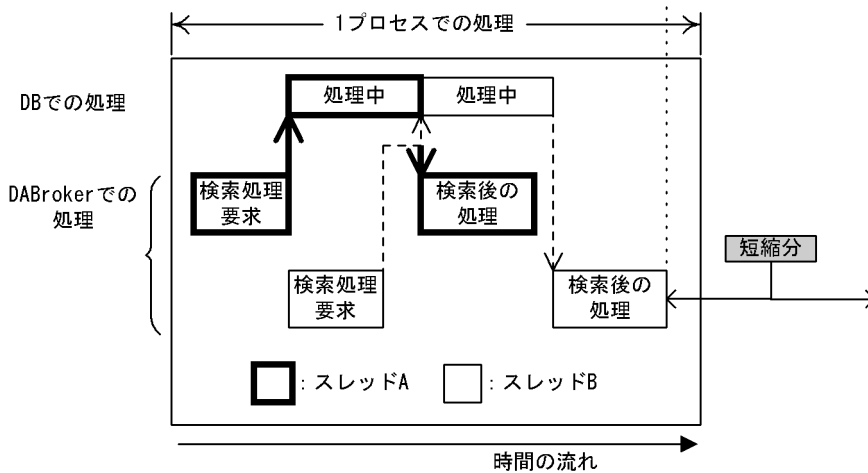 1プロセスでの処理
DBでの処理
処理中
処理中
DABrokerでの
処理
検索処理
要求
検索後の
処理
検索処理
要求
検索後の
処理
短縮分
：スレッドA
：スレッドB
時間の流れ